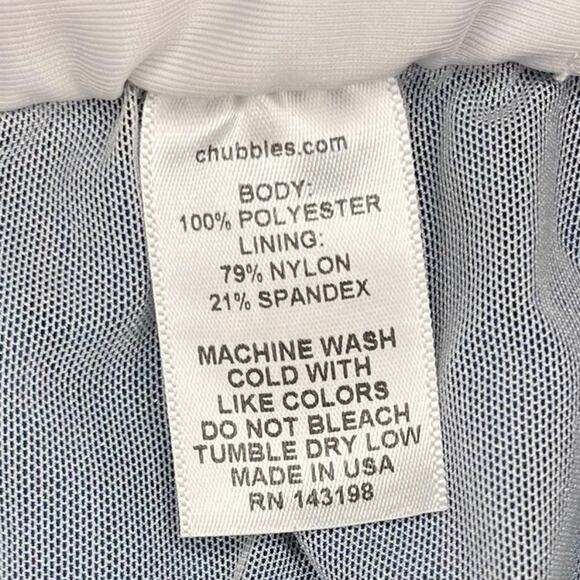 chubbies.com
BODY:
100% POLYESTER
LINING:
79% NYLON
21% SPANDEX
MACHINE WASH
COLD WITH
LIKE COLORS
DO NOT BLEACH
TUMBLE DRY LOW
MADE IN USA
RN 143198